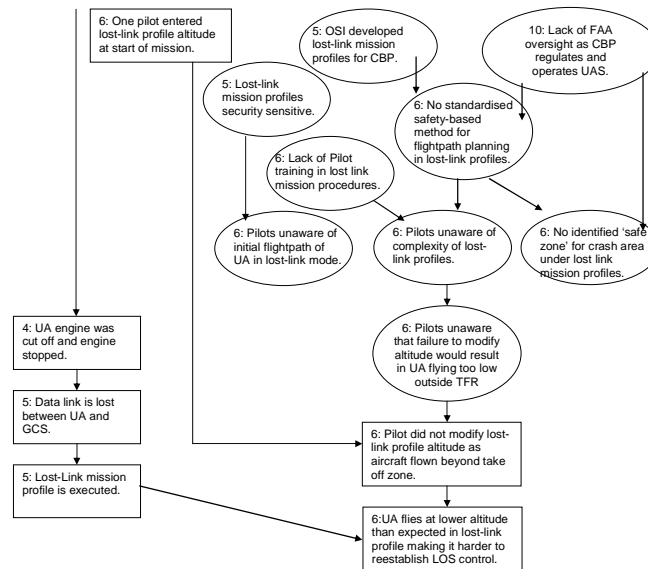 6: One pilot entered
lost-link profile altitude
at start of mission.
5: OSI developed
lost-link mission
profiles for CBP.
10: Lack of FAA
oversight as CBP
regulates and
operates UAS.
5: Lost-link
mission profiles
security sensitive.
6: No standardised
safety-based
method for
flightpath planning
in lost-link profiles.
6: Lack of Pilot
training in lost link
mission procedures.
6: Pilots unaware of
initial flightpath of
UA in lost-link mode.
6: Pilots unaware of
complexity of lost-
link profiles.
6: No identified ‘safe
zone’ for crash area
under lost link
mission profiles.
4: UA engine was
cut off and engine
stopped.
6: Pilots unaware
that failure to modify
altitude would result
in UA flying too low
outside TFR
5: Data link is lost
between UA and
GCS.
6: Pilot did not modify lost-
link profile altitude as
aircraft flown beyond take
off zone.
5: Lost-Link mission
profile is executed.
6:UA flies at lower altitude
than expected in lost-link
profile making it harder to
reestablish LOS control.